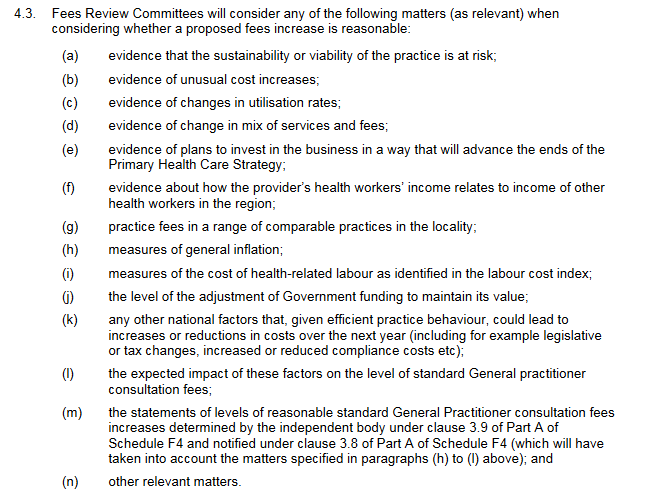 4.3. Fees Review Committees will consider any of the following matters (as relevant) when
considering whether a proposed fees increase is reasonable:
(a) evidence that the sustainability or viability of the practice is at risk;
(b) evidence of unusual cost increases;
(c) evidence of changes in utilisation rates;
(d) evidence of change in mix of services and fees;
(e) evidence of plans to invest in the business in a way that will advance the ends of the
Primary Health Care Strategy;
(f) evidence about how the provider's health workers' income relates to income of other
health workers in the region;
(g) practice fees in a range of comparable practices in the locality;
(h) measures of general inflation;
(i) measures of the cost of health-related labour as identified in the labour cost index;
(j) the level of the adjustment of Government funding to maintain its value;
(k) any other national factors that, given efficient practice behaviour, could lead to
increases or reductions in costs over the next year (including for example legislative
or tax changes, increased or reduced compliance costs etc);
(l) the expected impact of these factors on the level of standard General practitioner
consultation fees;
(m) the statements of levels of reasonable standard General Practitioner consultation fees
increases determined by the independent body under clause 3.9 of Part A of
Schedule F4 and notified under clause 3.8 of Part A of Schedule F4 (which will have
taken into account the matters specified in paragraphs (h) to (l) above); and
(n) other relevant matters.